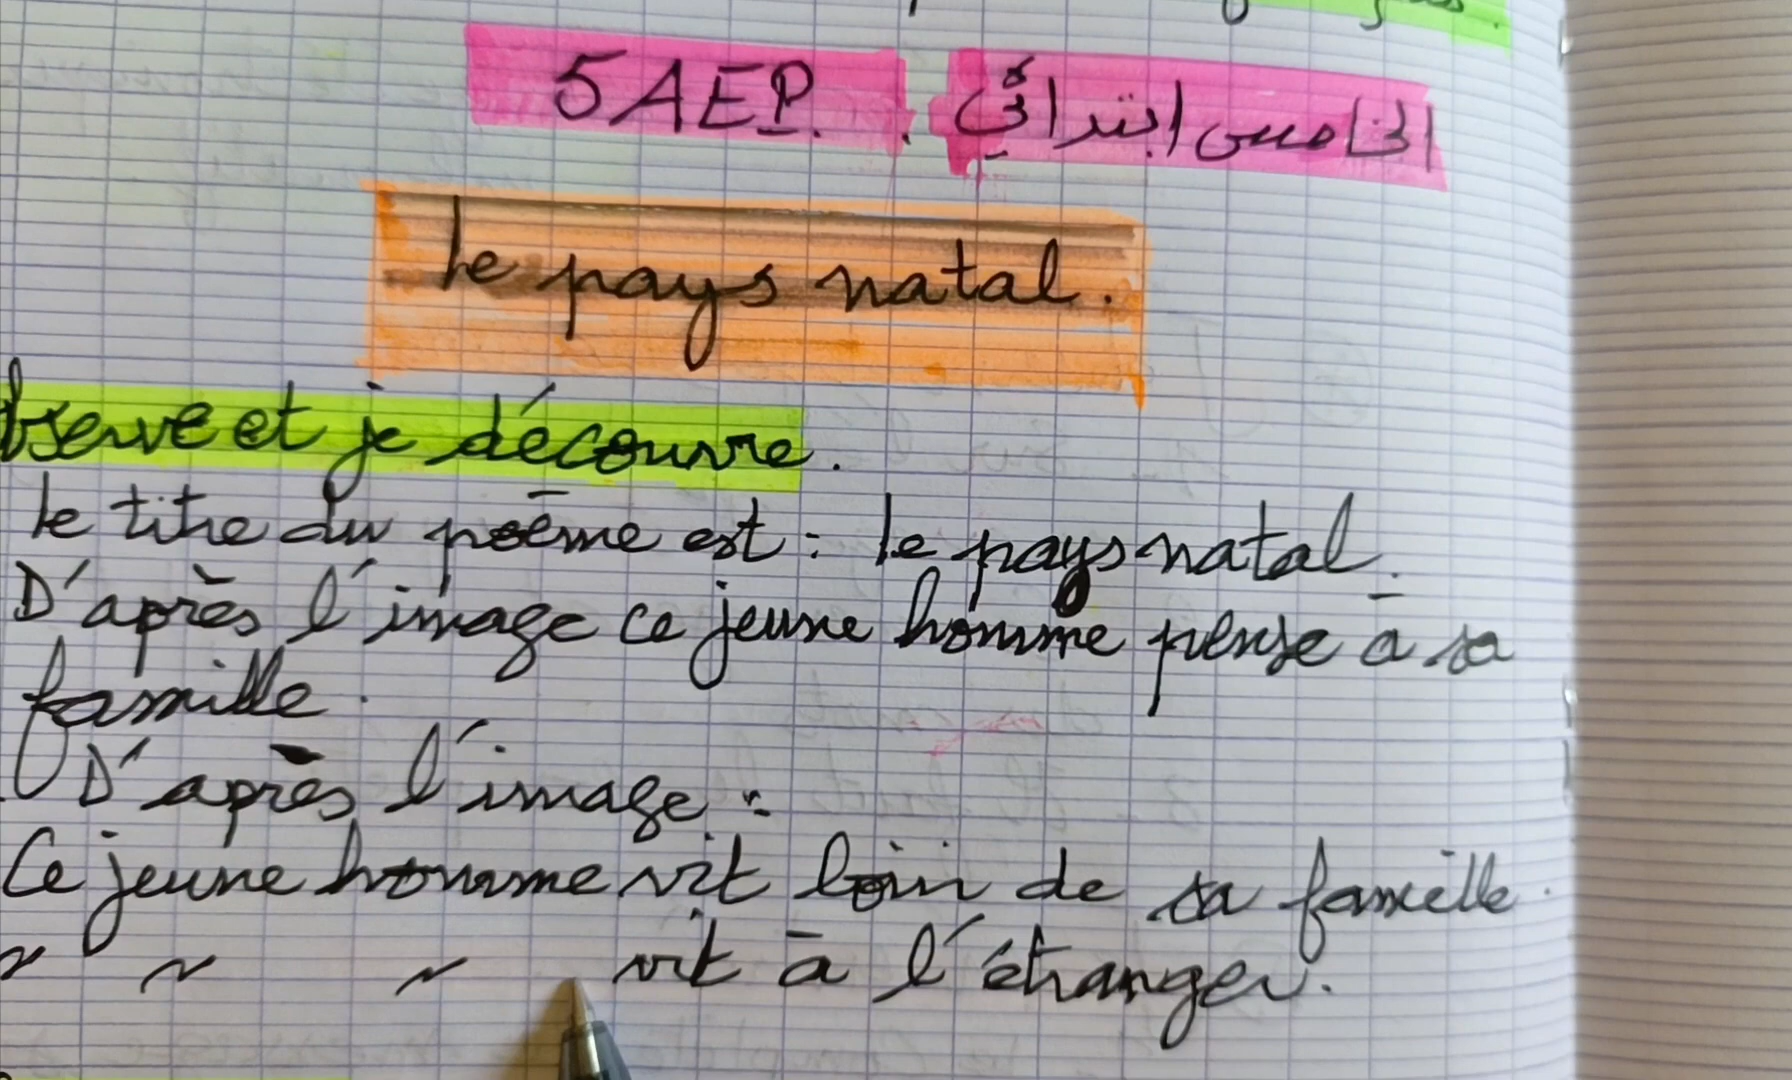 5AEP. الخامس ابتدائي
Le pays natal.
bserve et je découvre.
Le titre du poème est : le pays natal.
D'après l'image ce jeune homme pense à sa
famille.
D'après l'image :
Ce jeune homme vit loin de sa famille.
〃 〃 〃 vit à l'étranger.